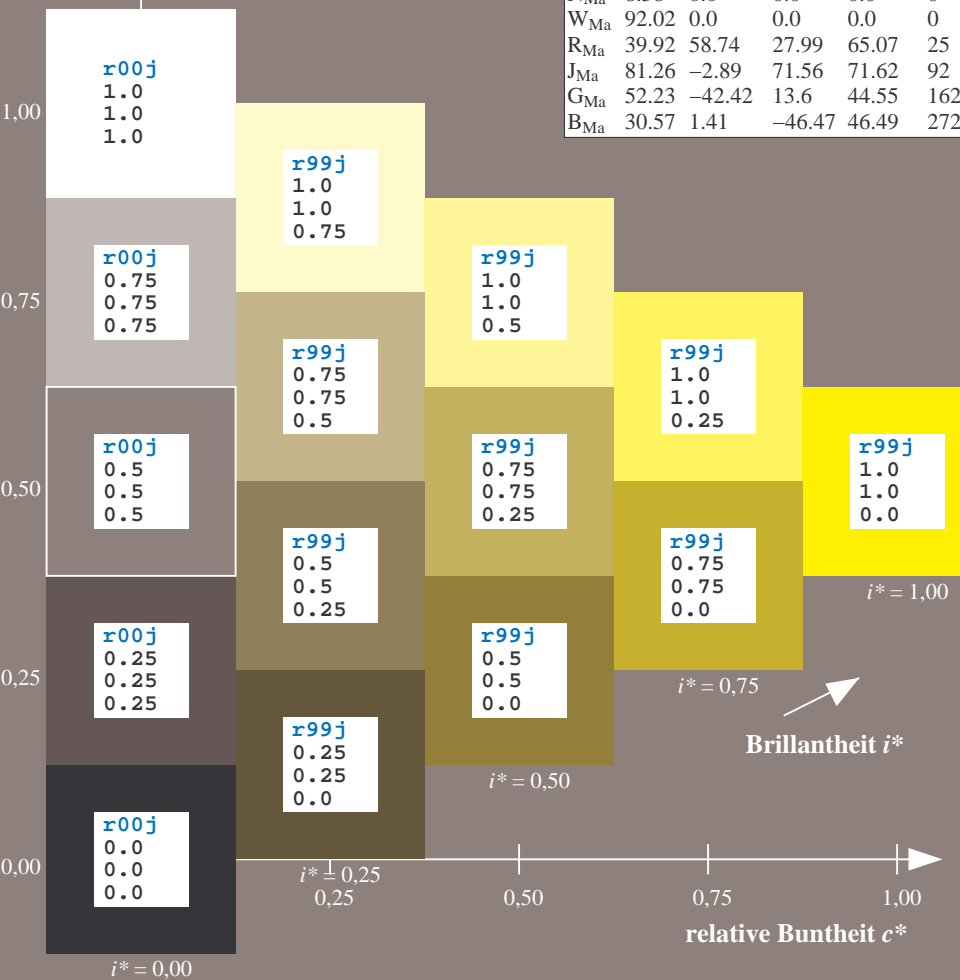 W_Ma 92.02 0.0 0.0 0.0 0
R_Ma 39.92 58.74 27.99 65.07 25
J_Ma 81.26 −2.89 71.56 71.62 92
G_Ma 52.23 −42.42 13.6 44.55 162
B_Ma 30.57 1.41 −46.47 46.49 272
1,00
r00j
1.0
1.0
1.0
r99j
1.0
1.0
0.75
0,75
r00j
0.75
0.75
0.75
r99j
1.0
1.0
0.5
r99j
0.75
0.75
0.5
r99j
1.0
1.0
0.25
0,50
r00j
0.5
0.5
0.5
r99j
0.75
0.75
0.25
r99j
1.0
1.0
0.0
r99j
0.5
0.5
0.25
r99j
0.75
0.75
0.0
i* = 1,00
0,25
r00j
0.25
0.25
0.25
r99j
0.5
0.5
0.0
i* = 0,75
r99j
0.25
0.25
0.0
Brillantheit i*
i* = 0,50
0,00
r00j
0.0
0.0
0.0
i* = 0,25
0,25
0,50
0,75
1,00
relative Buntheit c*
i* = 0,00